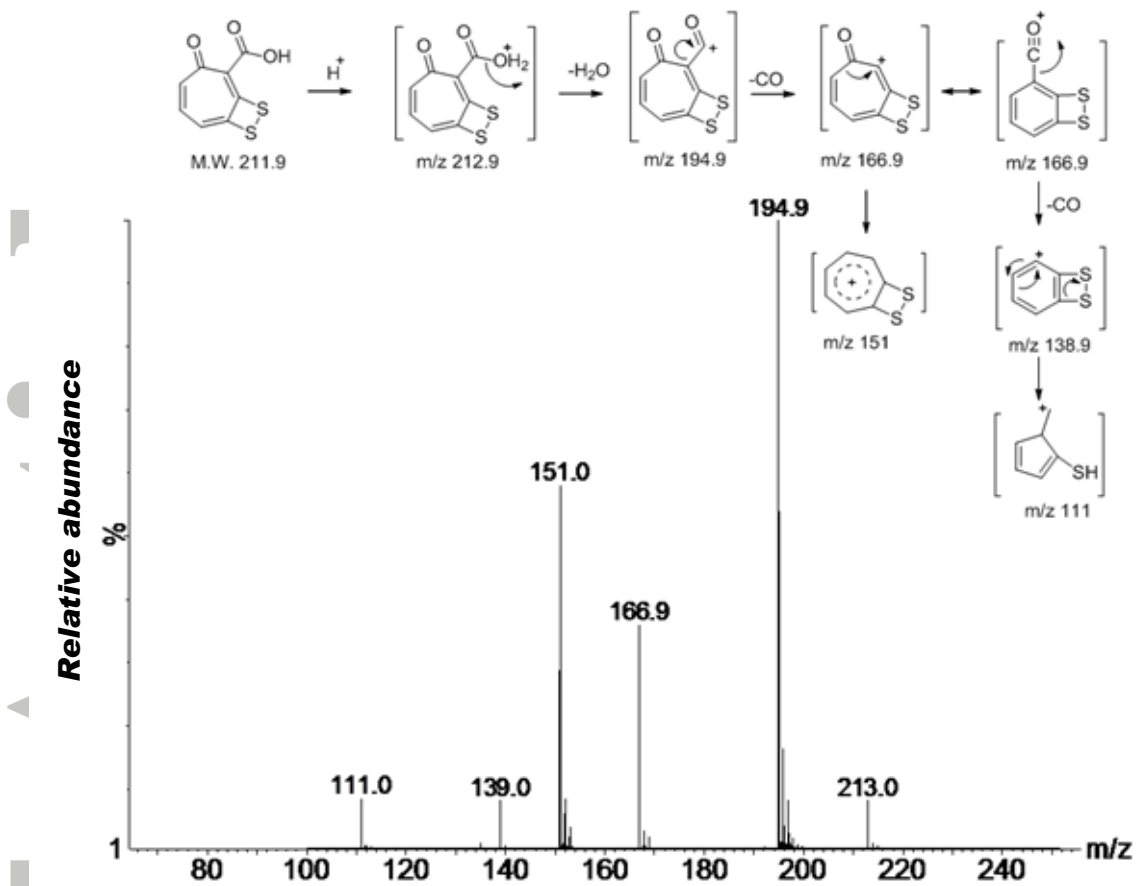 O O OH
H+
O O +OH2
-H2O
O O +
-CO
O +
O+ C
S S
S S
S S
S S
S S
M.W. 211.9
m/z 212.9
m/z 194.9
m/z 166.9
m/z 166.9
-CO
194.9
+
S S
m/z 151
+
S S
m/z 138.9
+
SH
m/z 111
Relative abundance
%
151.0
166.9
111.0
139.0
213.0
1
80 100 120 140 160 180 200 220 240 m/z